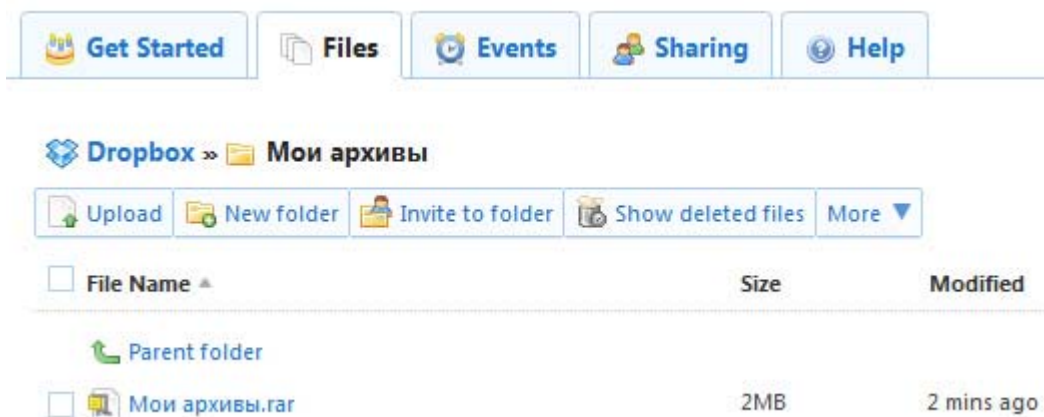 Get Started Files Events Sharing Help
Dropbox » Мои архивы
Upload New folder Invite to folder Show deleted files More ▼
File Name ▲ Size Modified
Parent folder
Мои архивы.rar 2MB 2 mins ago